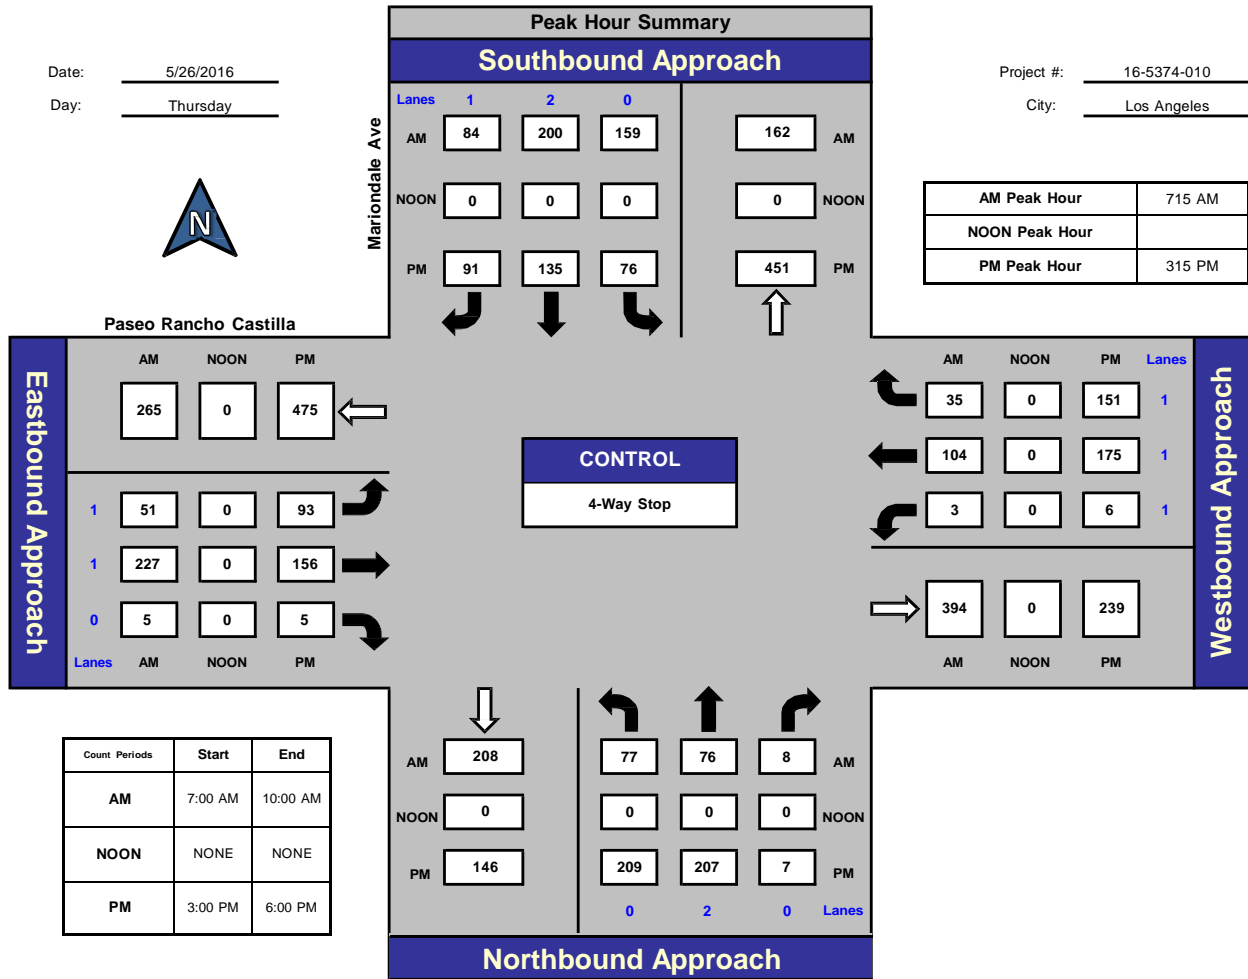 Peak Hour Summary
Southbound Approach
Date: 5/26/2016
Day: Thursday
Project #: 16-5374-010
City: Los Angeles
N
Mariondale Ave
Lanes 1 2 0
AM 84 200 159 162 AM
NOON 0 0 0 0 NOON
PM 91 135 76 451 PM
AM Peak Hour 715 AM
NOON Peak Hour
PM Peak Hour 315 PM
Paseo Rancho Castilla
Eastbound Approach
AM NOON PM
265 0 475
1 51 0 93
1 227 0 156
0 5 0 5
Lanes AM NOON PM
CONTROL
4-Way Stop
AM NOON PM Lanes
35 0 151 1
104 0 175 1
3 0 6 1
394 0 239
AM NOON PM
Westbound Approach
Count Periods Start End
AM 7:00 AM 10:00 AM
NOON NONE NONE
PM 3:00 PM 6:00 PM
AM 208 77 76 8 AM
NOON 0 0 0 0 NOON
PM 146 209 207 7 PM
0 2 0 Lanes
Northbound Approach